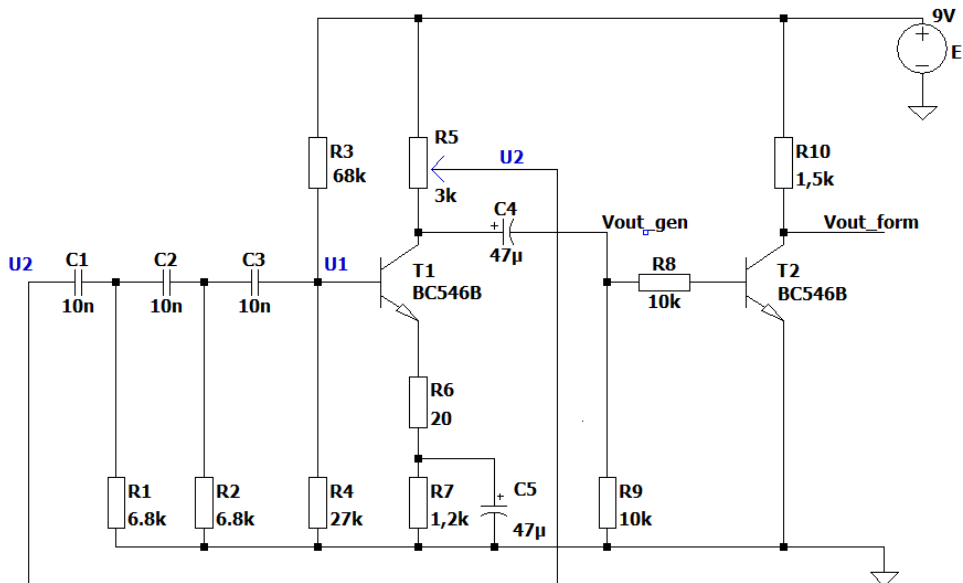 9V
E
R3
68k
R5
3k
U2
R10
1,5k
C4
47µ
Vout_gen
Vout_form
U2
C1
10n
C2
10n
C3
10n
U1
T1
BC546B
R8
10k
T2
BC546B
R6
20
R1
6.8k
R2
6.8k
R4
27k
R7
1,2k
C5
47µ
R9
10k